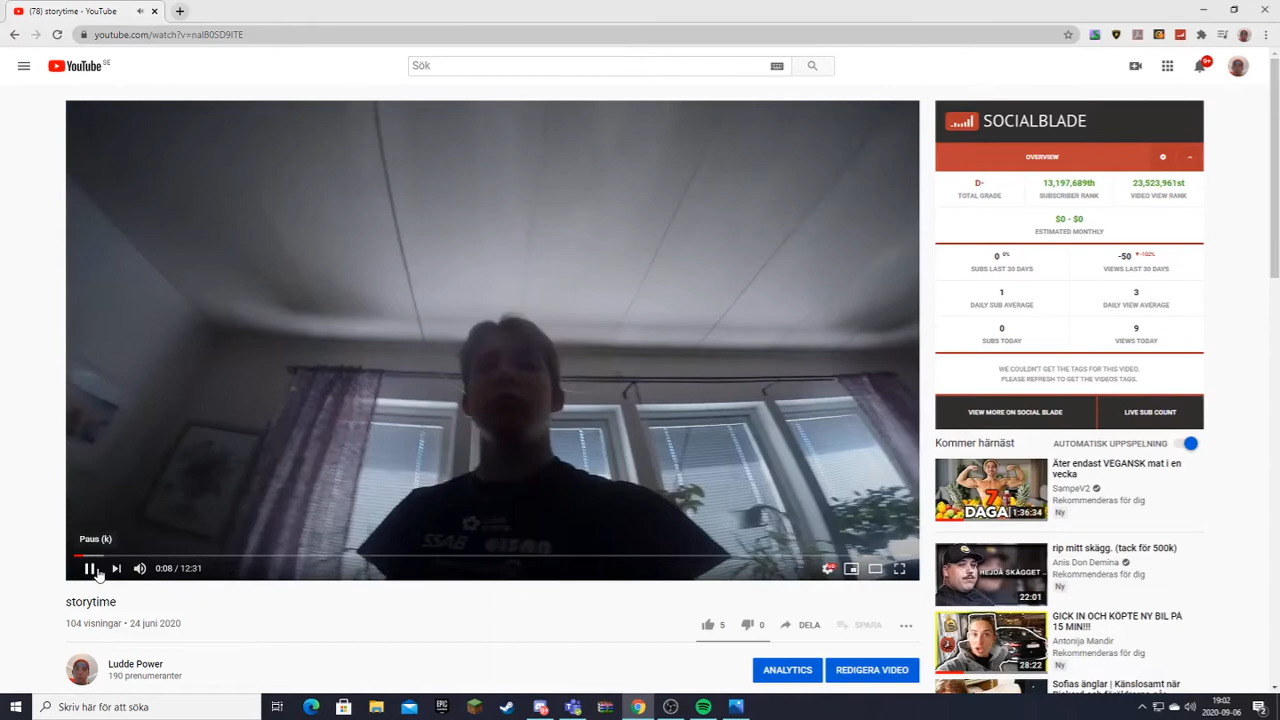 (78) storytime - YouTube
youtube.com/watch?v=nalB0SD9ITE
YouTube SE
Sök
9+
SOCIALBLADE
OVERVIEW
D-
13,197,689th
23,523,961st
TOTAL GRADE
SUBSCRIBER RANK
VIDEO VIEW RANK
$0 - $0
ESTIMATED MONTHLY
0 0%
-50 ▼-102%
SUBS LAST 30 DAYS
VIEWS LAST 30 DAYS
1
3
DAILY SUB AVERAGE
DAILY VIEW AVERAGE
0
9
SUBS TODAY
VIEWS TODAY
WE COULDN'T GET THE TAGS FOR THIS VIDEO.
PLEASE REFRESH TO GET THE VIDEOS TAGS.
VIEW MORE ON SOCIAL BLADE
LIVE SUB COUNT
Kommer härnäst
AUTOMATISK UPPSPELNING
7
DAGA
1:36:34
Äter endast VEGANSK mat i en
vecka
SampeV2
Rekommenderas för dig
Ny
HEJDÅ SKÄGGET ...
22:01
rip mitt skägg. (tack för 500k)
Anis Don Demina
Rekommenderas för dig
Ny
28:22
GICK IN OCH KÖPTE NY BIL PÅ
15 MIN!!!
Antonija Mandir
Rekommenderas för dig
Ny
Sofias änglar | Känslosamt när
Paus (k)
0:08 / 12:31
storytime
104 visningar • 24 juni 2020
5
0
DELA
SPARA
Ludde Power
190 prenumeranter
ANALYTICS
REDIGERA VIDEO
Skriv här för att söka
19:02
2020-09-06
2